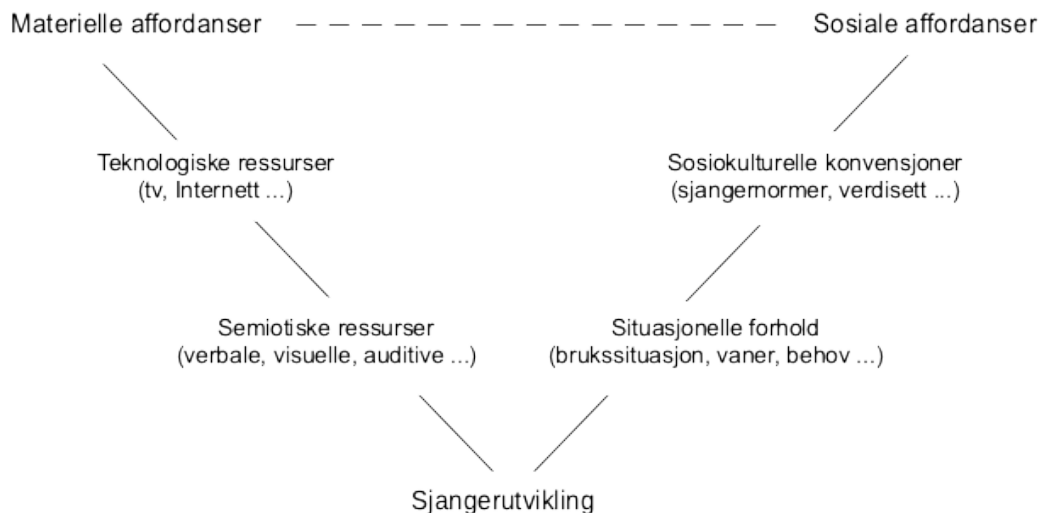 Materielle affordanser
Sosiale affordanser
Teknologiske ressurser
(tv, Internett ...)
Sosiokulturelle konvensjoner
(sjangernormer, verdisett ...)
Semiotiske ressurser
(verbale, visuelle, auditive ...)
Situasjonelle forhold
(brukssituasjon, vaner, behov ...)
Sjangerutvikling